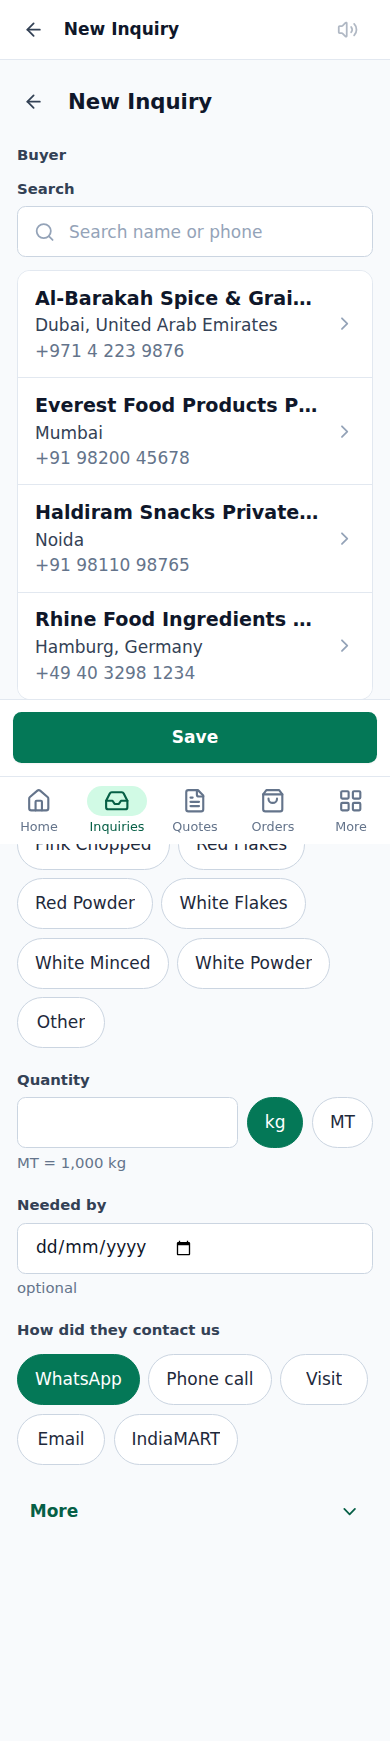 New Inquiry
New Inquiry
Buyer
Search
Search name or phone
Al-Barakah Spice & Grai...
Dubai, United Arab Emirates
+971 4 223 9876
Everest Food Products P...
Mumbai
+91 98200 45678
Haldiram Snacks Private...
Noida
+91 98110 98765
Rhine Food Ingredients ...
Hamburg, Germany
+49 40 3298 1234
Save
Home Inquiries Quotes Orders More
Pink Chopped Red Flakes
Red Powder White Flakes
White Minced White Powder
Other
Quantity
kg MT
MT = 1,000 kg
Needed by
dd/mm/yyyy
optional
How did they contact us
WhatsApp Phone call Visit
Email IndiaMART
More